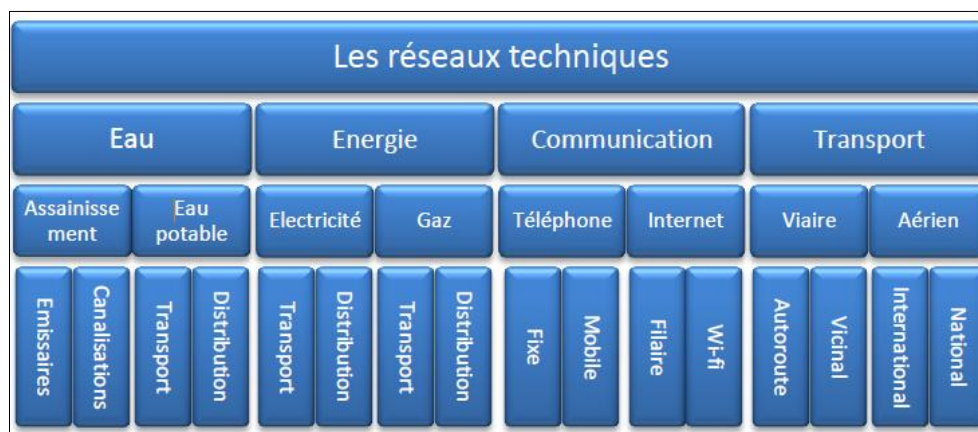 Les réseaux techniques
Eau
Energie
Communication
Transport
Assainisse
ment
Eau
potable
Electricité
Gaz
Téléphone
Internet
Viaire
Aérien
Emissaires
Canalisations
Transport
Distribution
Transport
Distribution
Transport
Distribution
Fixe
Mobile
Filaire
Wi-fi
Autoroute
Vicinal
International
National